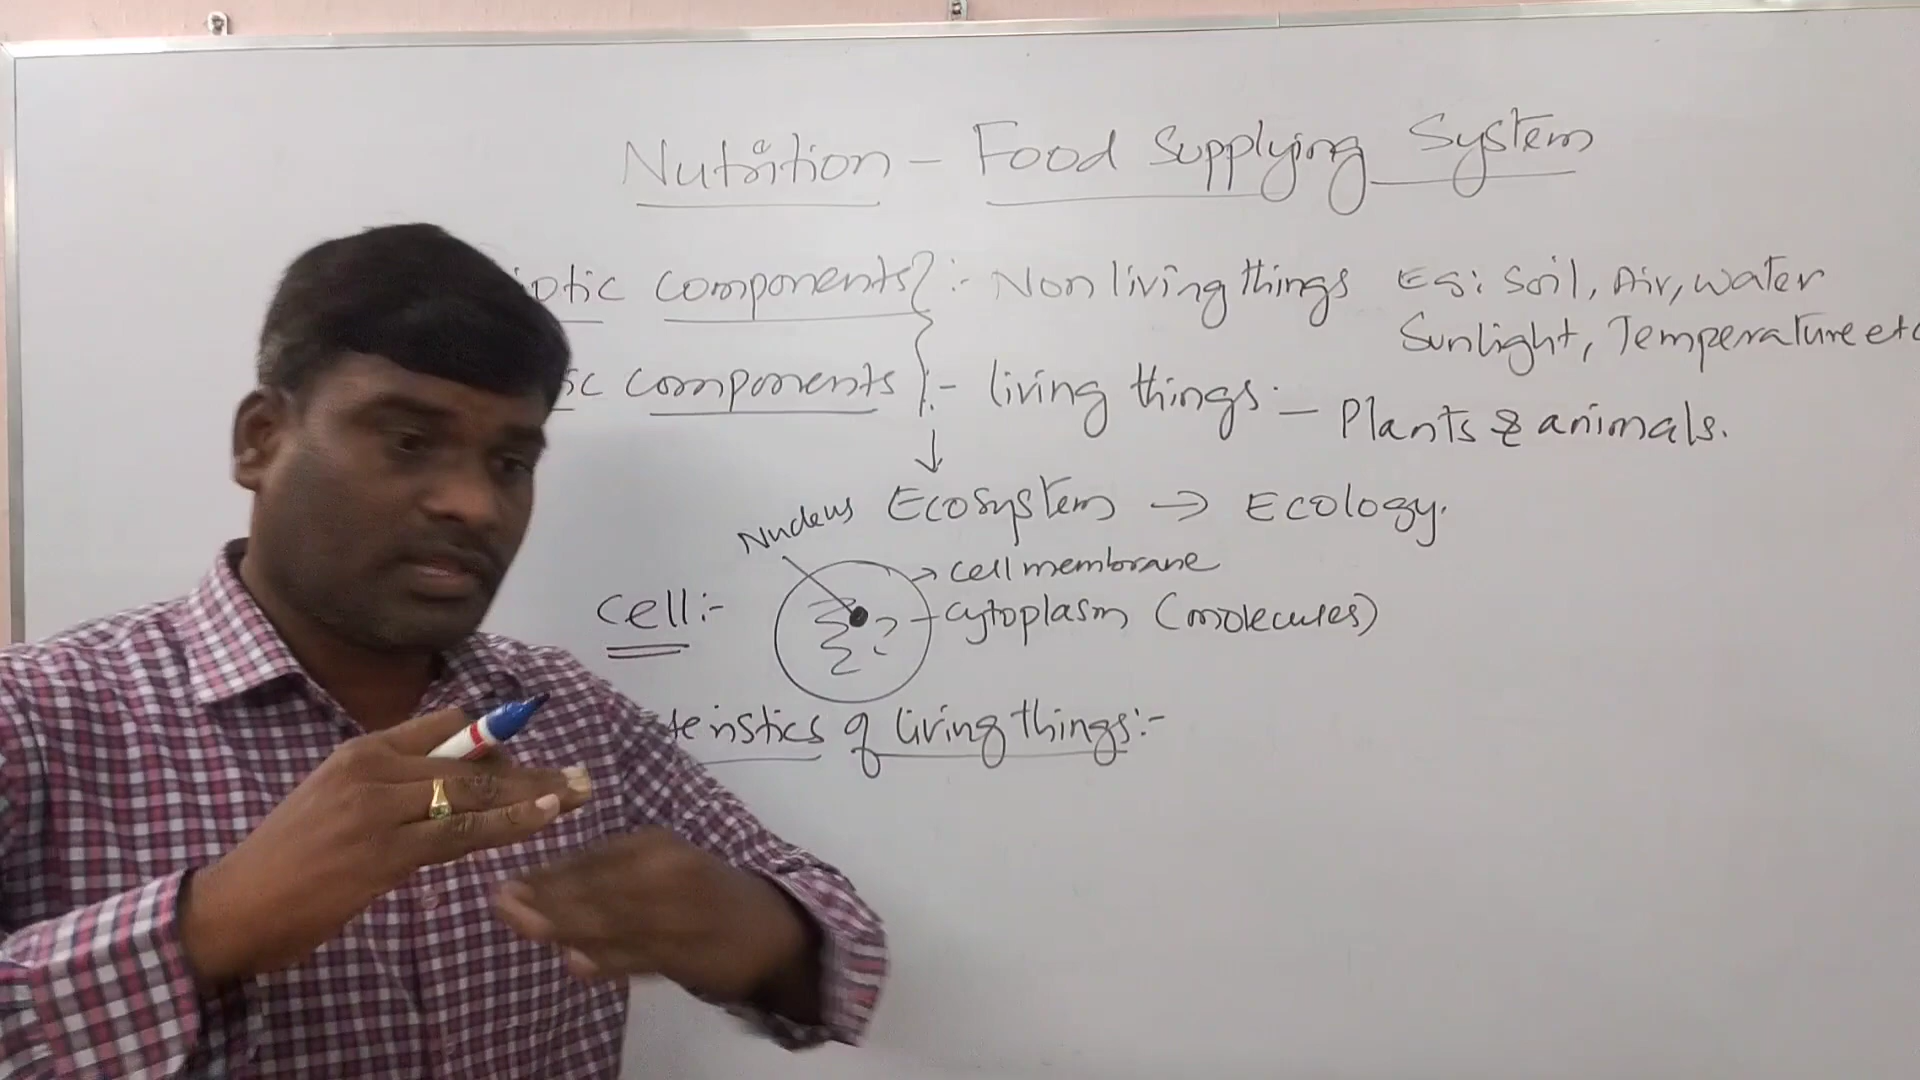 Nutrition - Food Supplying System
components} :- Non living things Eg: Soil, Air, water
Sunlight, Temperature etc
components} :- living things - Plants & animals.
↓
Ecosystem → Ecology.
Nucleus
→ cell membrane
cell:-
cytoplasm (molecules)
of living things:-